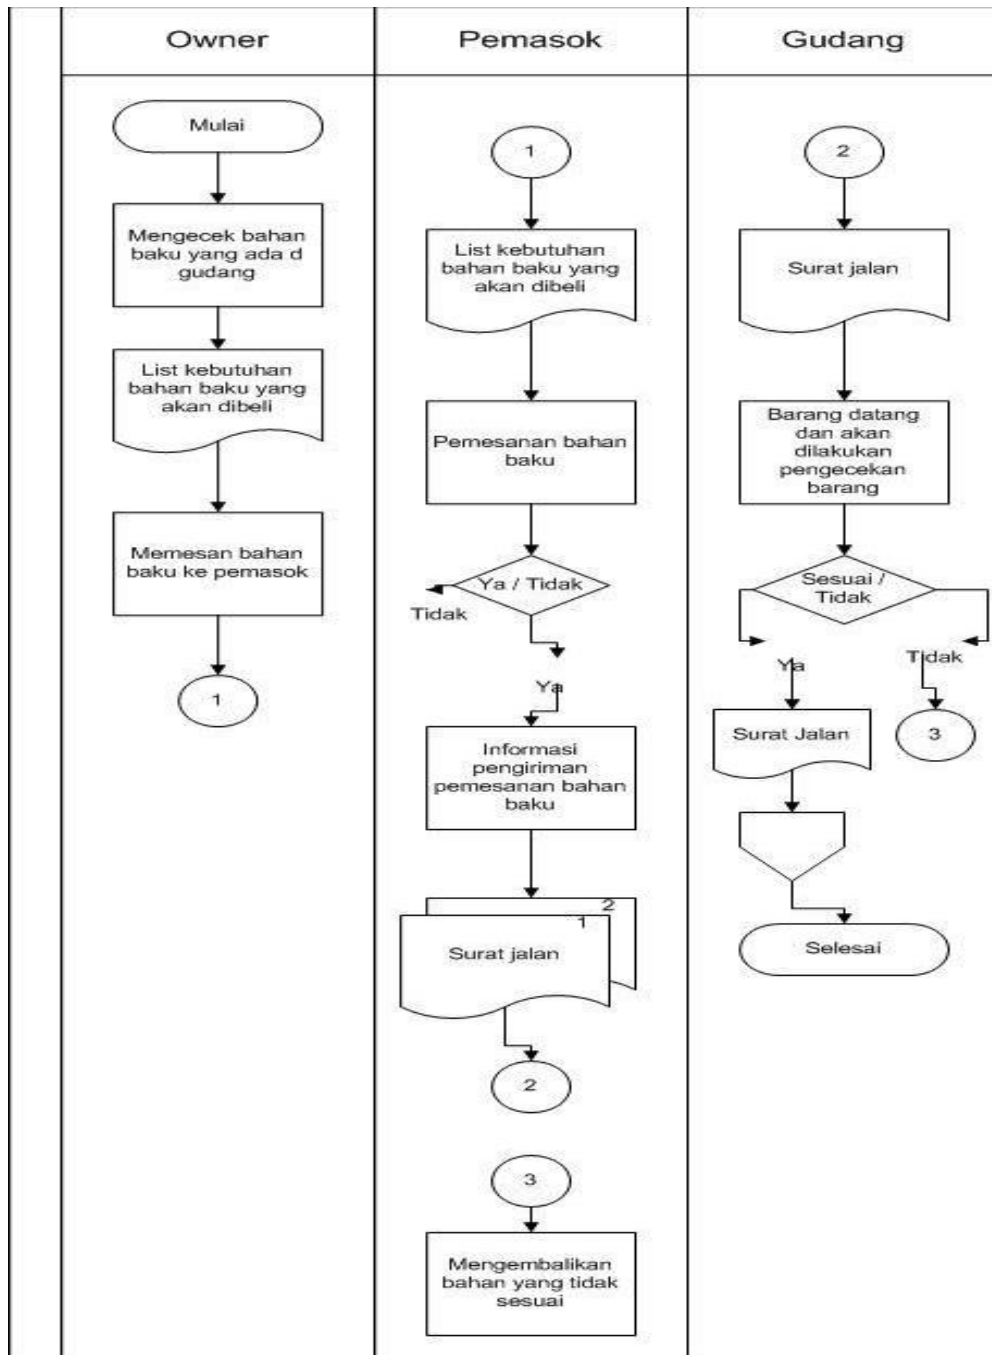 Owner
Pemasok
Gudang
Mulai
Mengecek bahan
baku yang ada d
gudang
List kebutuhan
bahan baku yang
akan dibeli
Memesan bahan
baku ke pemasok
1
1
List kebutuhan
bahan baku yang
akan dibeli
Pemesanan bahan
baku
Ya / Tidak
Tidak
Ya
Informasi
pengiriman
pemesanan bahan
baku
2
1
Surat jalan
2
3
Mengembalikan
bahan yang tidak
sesuai
2
Surat jalan
Barang datang
dan akan
dilakukan
pengecekan
barang
Sesuai /
Tidak
Ya
Tidak
Surat Jalan
3
Selesai